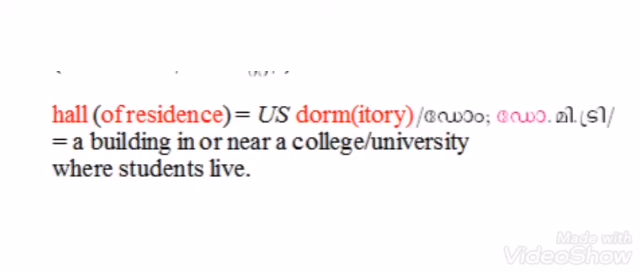 hall (of residence) = US dorm(itory) /ഡോം; ഡോ. മി. ട്രി/
= a building in or near a college/university
where students live.
Made with
VideoShow